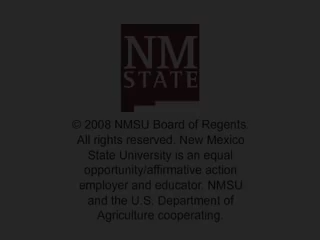 NM
STATE
© 2008 NMSU Board of Regents.
All rights reserved. New Mexico
State University is an equal
opportunity/affirmative action
employer and educator. NMSU
and the U.S. Department of
Agriculture cooperating.